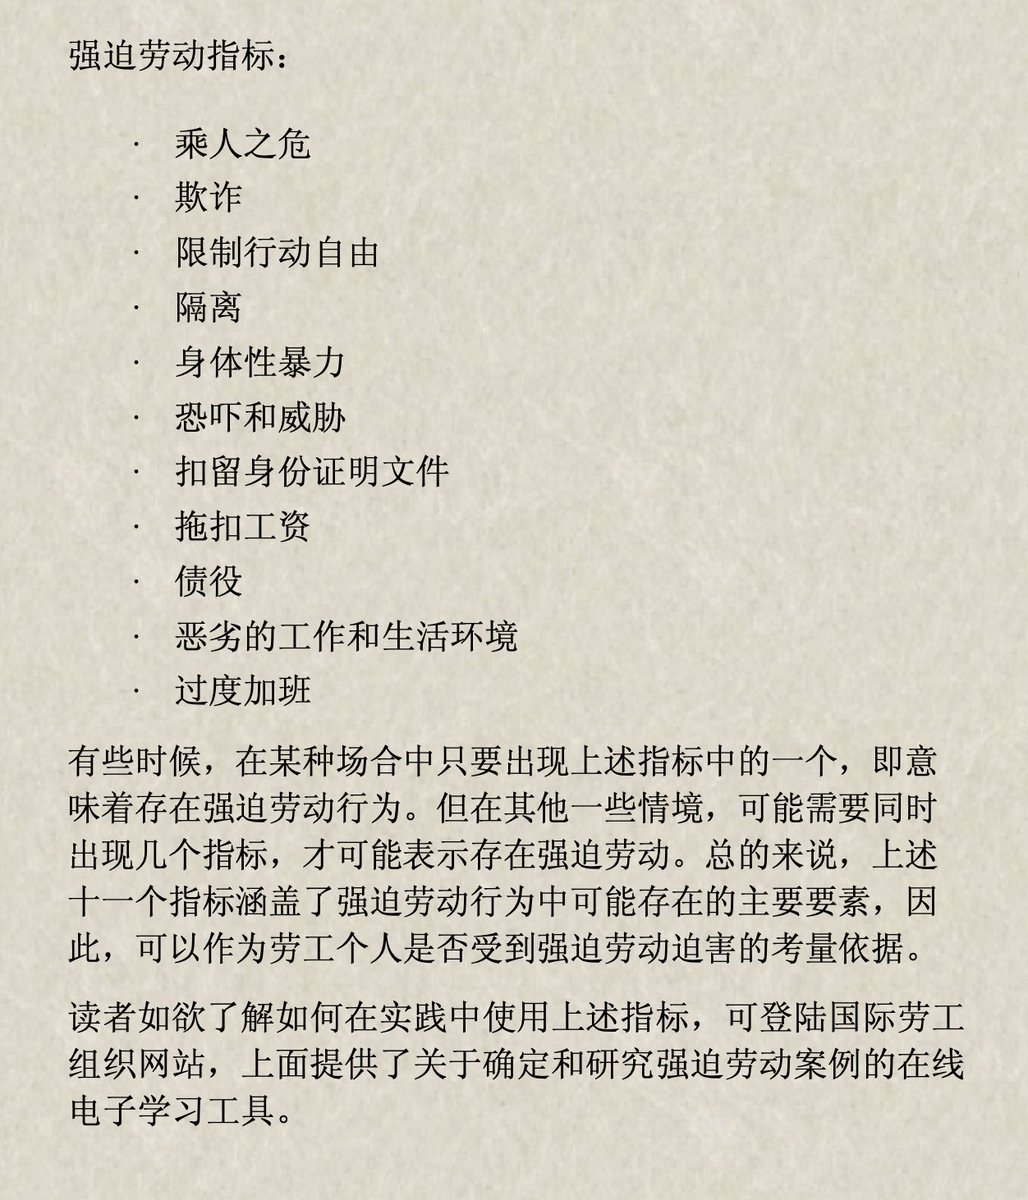 强迫劳动指标：
· 乘人之危
· 欺诈
· 限制行动自由
· 隔离
· 身体性暴力
· 恐吓和威胁
· 扣留身份证明文件
· 拖扣工资
· 债役
· 恶劣的工作和生活环境
· 过度加班
有些时候，在某种场合中只要出现上述指标中的一个，即意
味着存在强迫劳动行为。但在其他一些情境，可能需要同时
出现几个指标，才可能表示存在强迫劳动。总的来说，上述
十一个指标涵盖了强迫劳动行为中可能存在的主要要素，因
此，可以作为劳工个人是否受到强迫劳动迫害的考量依据。
读者如欲了解如何在实践中使用上述指标，可登陆国际劳工
组织网站，上面提供了关于确定和研究强迫劳动案例的在线
电子学习工具。